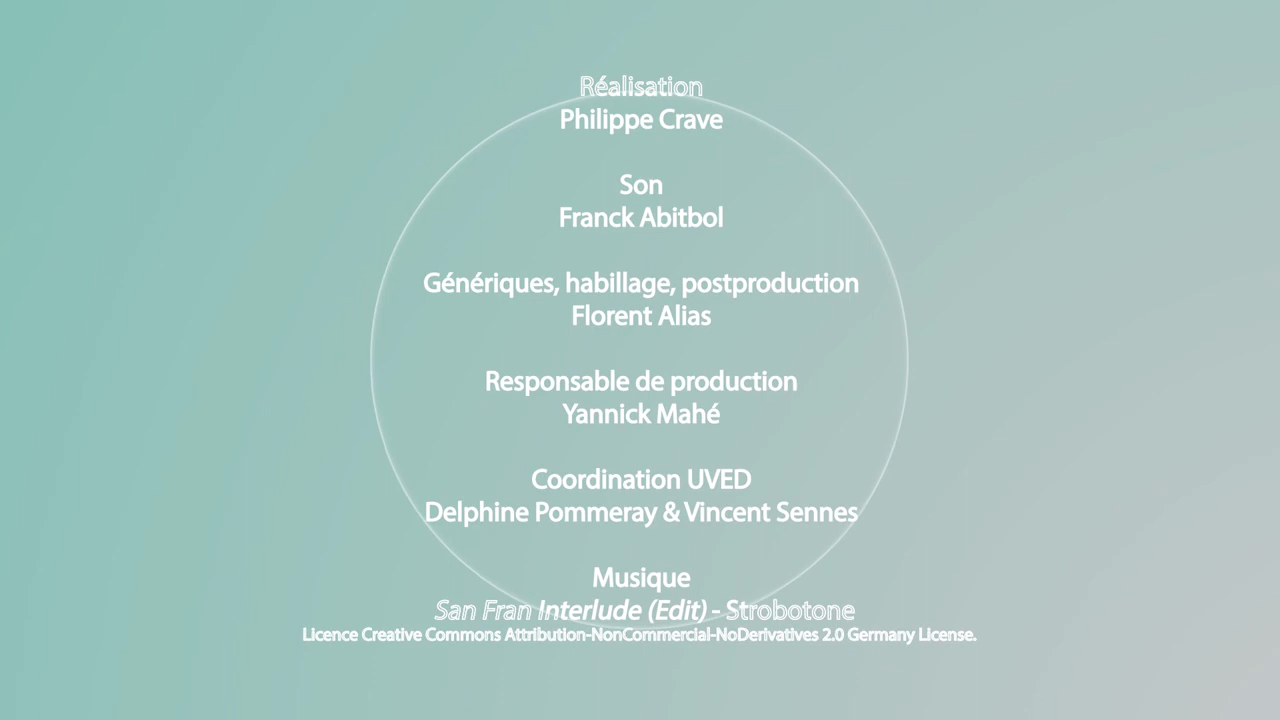 Réalisation
Philippe Crave
Son
Franck Abitbol
Génériques, habillage, postproduction
Florent Alias
Responsable de production
Yannick Mahé
Coordination UVED
Delphine Pommeray & Vincent Sennes
Musique
San Fran Interlude (Edit) - Strobotone
Licence Creative Commons Attribution-NonCommercial-NoDerivatives 2.0 Germany License.